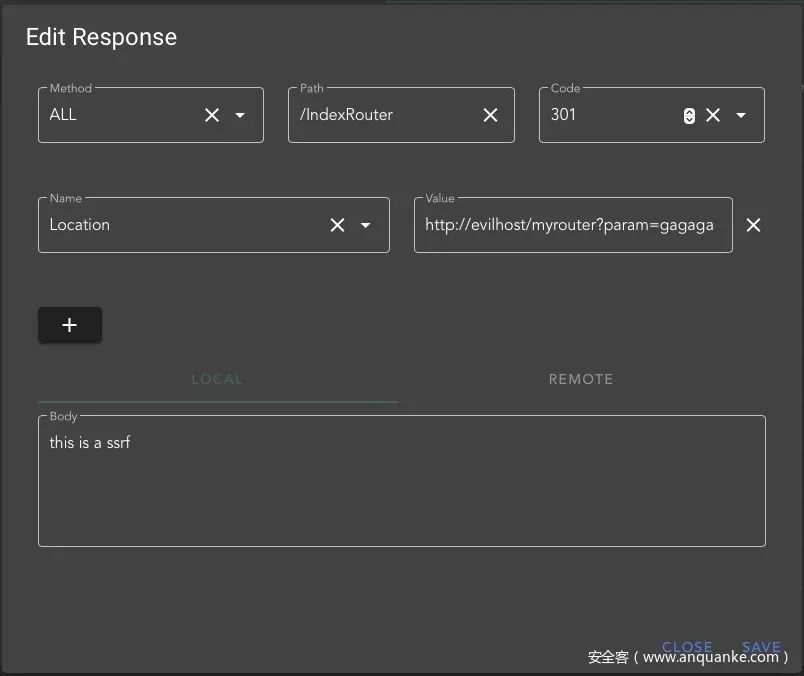 Edit Response
Method Path Code
ALL /IndexRouter 301
Name Value
Location http://evilhost/myrouter?param=gagaga
+
LOCAL REMOTE
Body
this is a ssrf
CLOSE SAVE
安全客（www.anquanke.com）